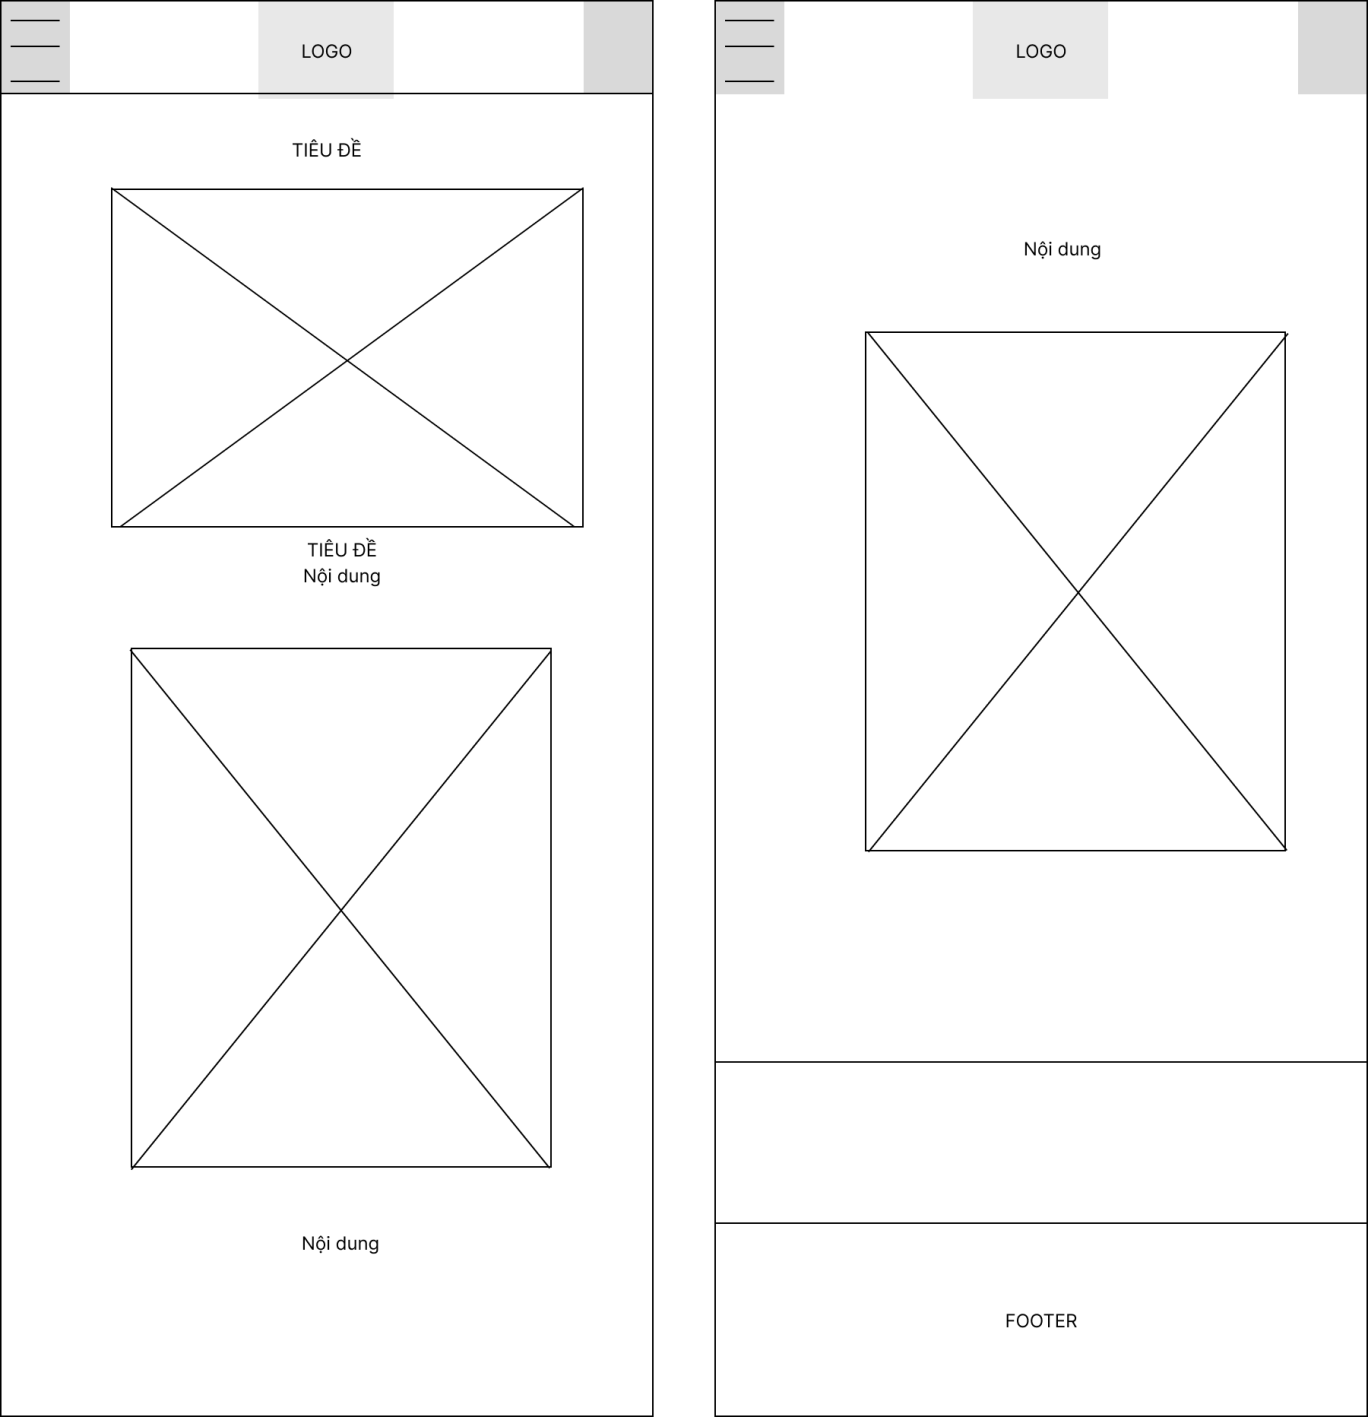 LOGO
TIÊU ĐỀ
TIÊU ĐỀ
Nội dung
Nội dung
LOGO
Nội dung
FOOTER